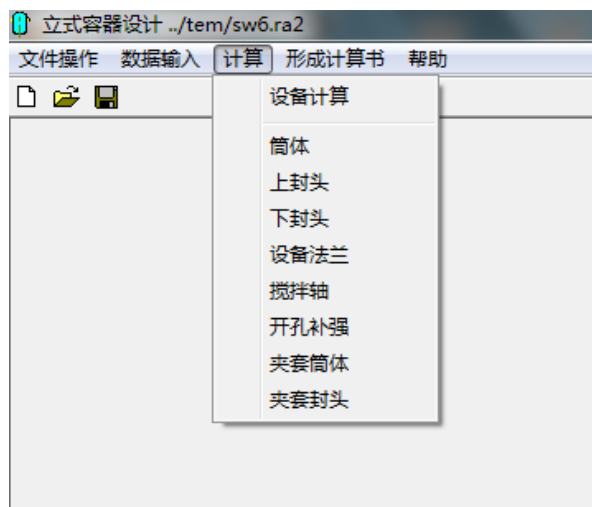 立式容器设计 ../tem/sw6.ra2
文件操作 数据输入 计算 形成计算书 帮助
设备计算
筒体
上封头
下封头
设备法兰
搅拌轴
开孔补强
夹套筒体
夹套封头